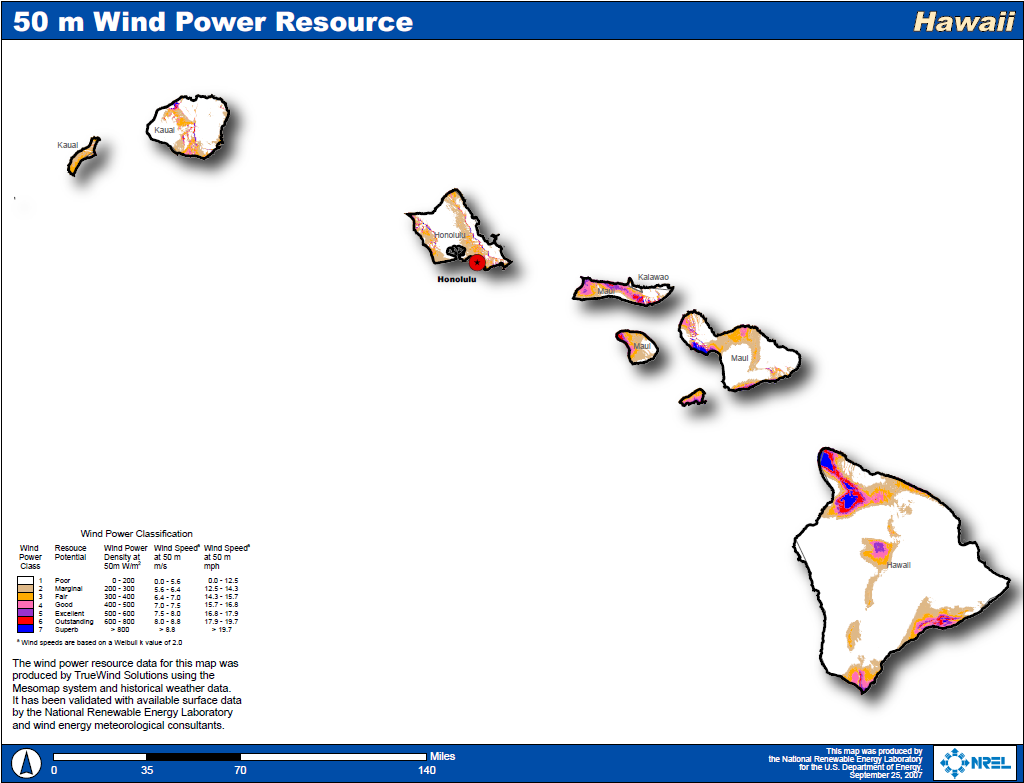 50 m Wind Power Resource
Hawaii
Kauai
Kauai
Honolulu
Honolulu
Kalawao
Maui
Maui
Maui
Hawaii
Wind Power Classification
Wind Power Class Resouce Potential Wind Power Density at 50m W/m² Wind Speedª at 50 m m/s Wind Speedª at 50 m mph
1 Poor 0 - 200 0.0 - 5.6 0.0 - 12.5
2 Marginal 200 - 300 5.6 - 6.4 12.5 - 14.3
3 Fair 300 - 400 6.4 - 7.0 14.3 - 15.7
4 Good 400 - 500 7.0 - 7.5 15.7 - 16.8
5 Excellent 500 - 600 7.5 - 8.0 16.8 - 17.9
6 Outstanding 600 - 800 8.0 - 8.8 17.9 - 19.7
7 Superb > 800 > 8.8 > 19.7
ª Wind speeds are based on a Weibull k value of 2.0
The wind power resource data for this map was
produced by TrueWind Solutions using the
Mesomap system and historical weather data.
It has been validated with available surface data
by the National Renewable Energy Laboratory
and wind energy meteorological consultants.
Miles
0 35 70 140
This map was produced by
the National Renewable Energy Laboratory
for the U.S. Department of Energy.
September 25, 2007
NREL